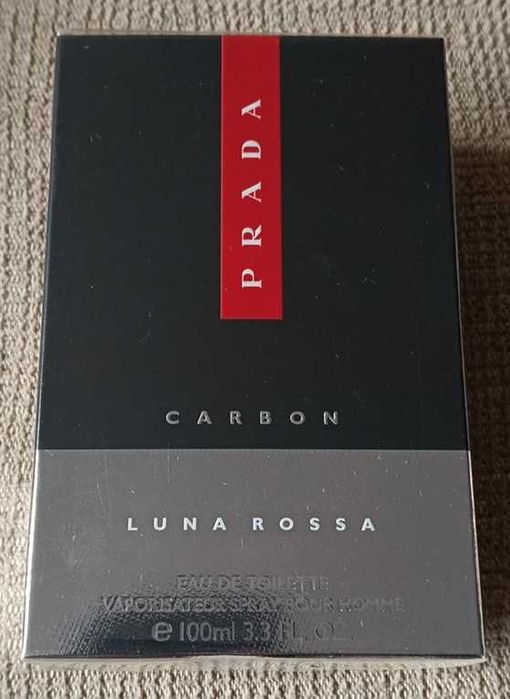 PRADA
CARBON
LUNA ROSSA
EAU DE TOILETTE
VAPORISATEUR SPRAY POUR HOMME
℮ 100ml 3.3 FL. OZ.